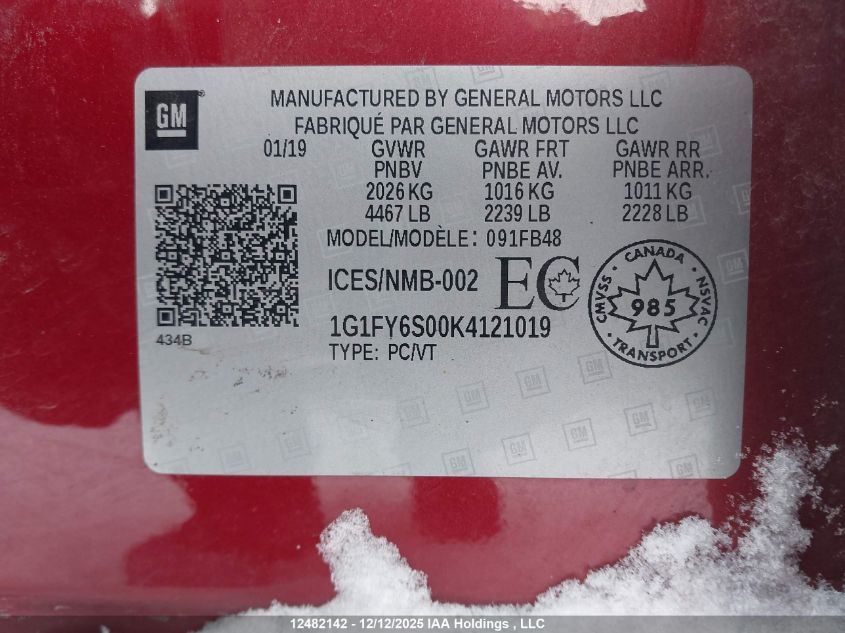 GM
MANUFACTURED BY GENERAL MOTORS LLC
FABRIQUÉ PAR GENERAL MOTORS LLC
01/19 GVWR GAWR FRT GAWR RR
PNBV PNBE AV. PNBE ARR.
2026 KG 1016 KG 1011 KG
4467 LB 2239 LB 2228 LB
MODEL/MODÈLE: 091FB48
ICES/NMB-002 EC
CANADA
CMVSS 985 NSVAC
TRANSPORT
434B
1G1FY6S00K4121019
TYPE: PC/VT
12482142 - 12/12/2025 IAA Holdings , LLC